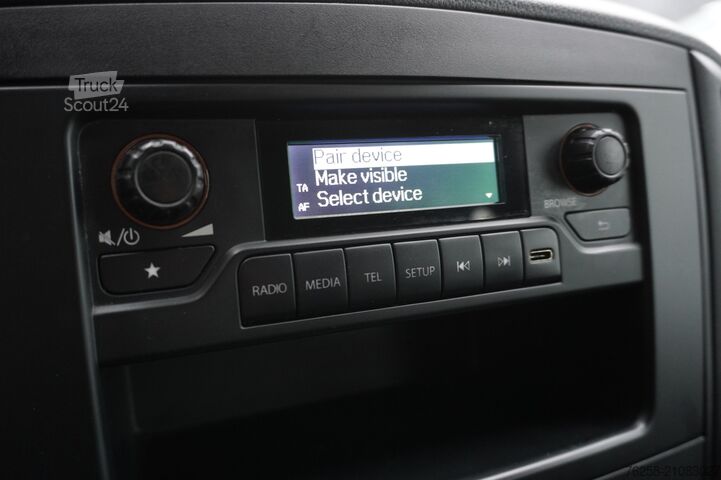 Truck
Scout24
Pair device
Make visible
Select device
TA
AF
BROWSE
RADIO
MEDIA
TEL
SETUP